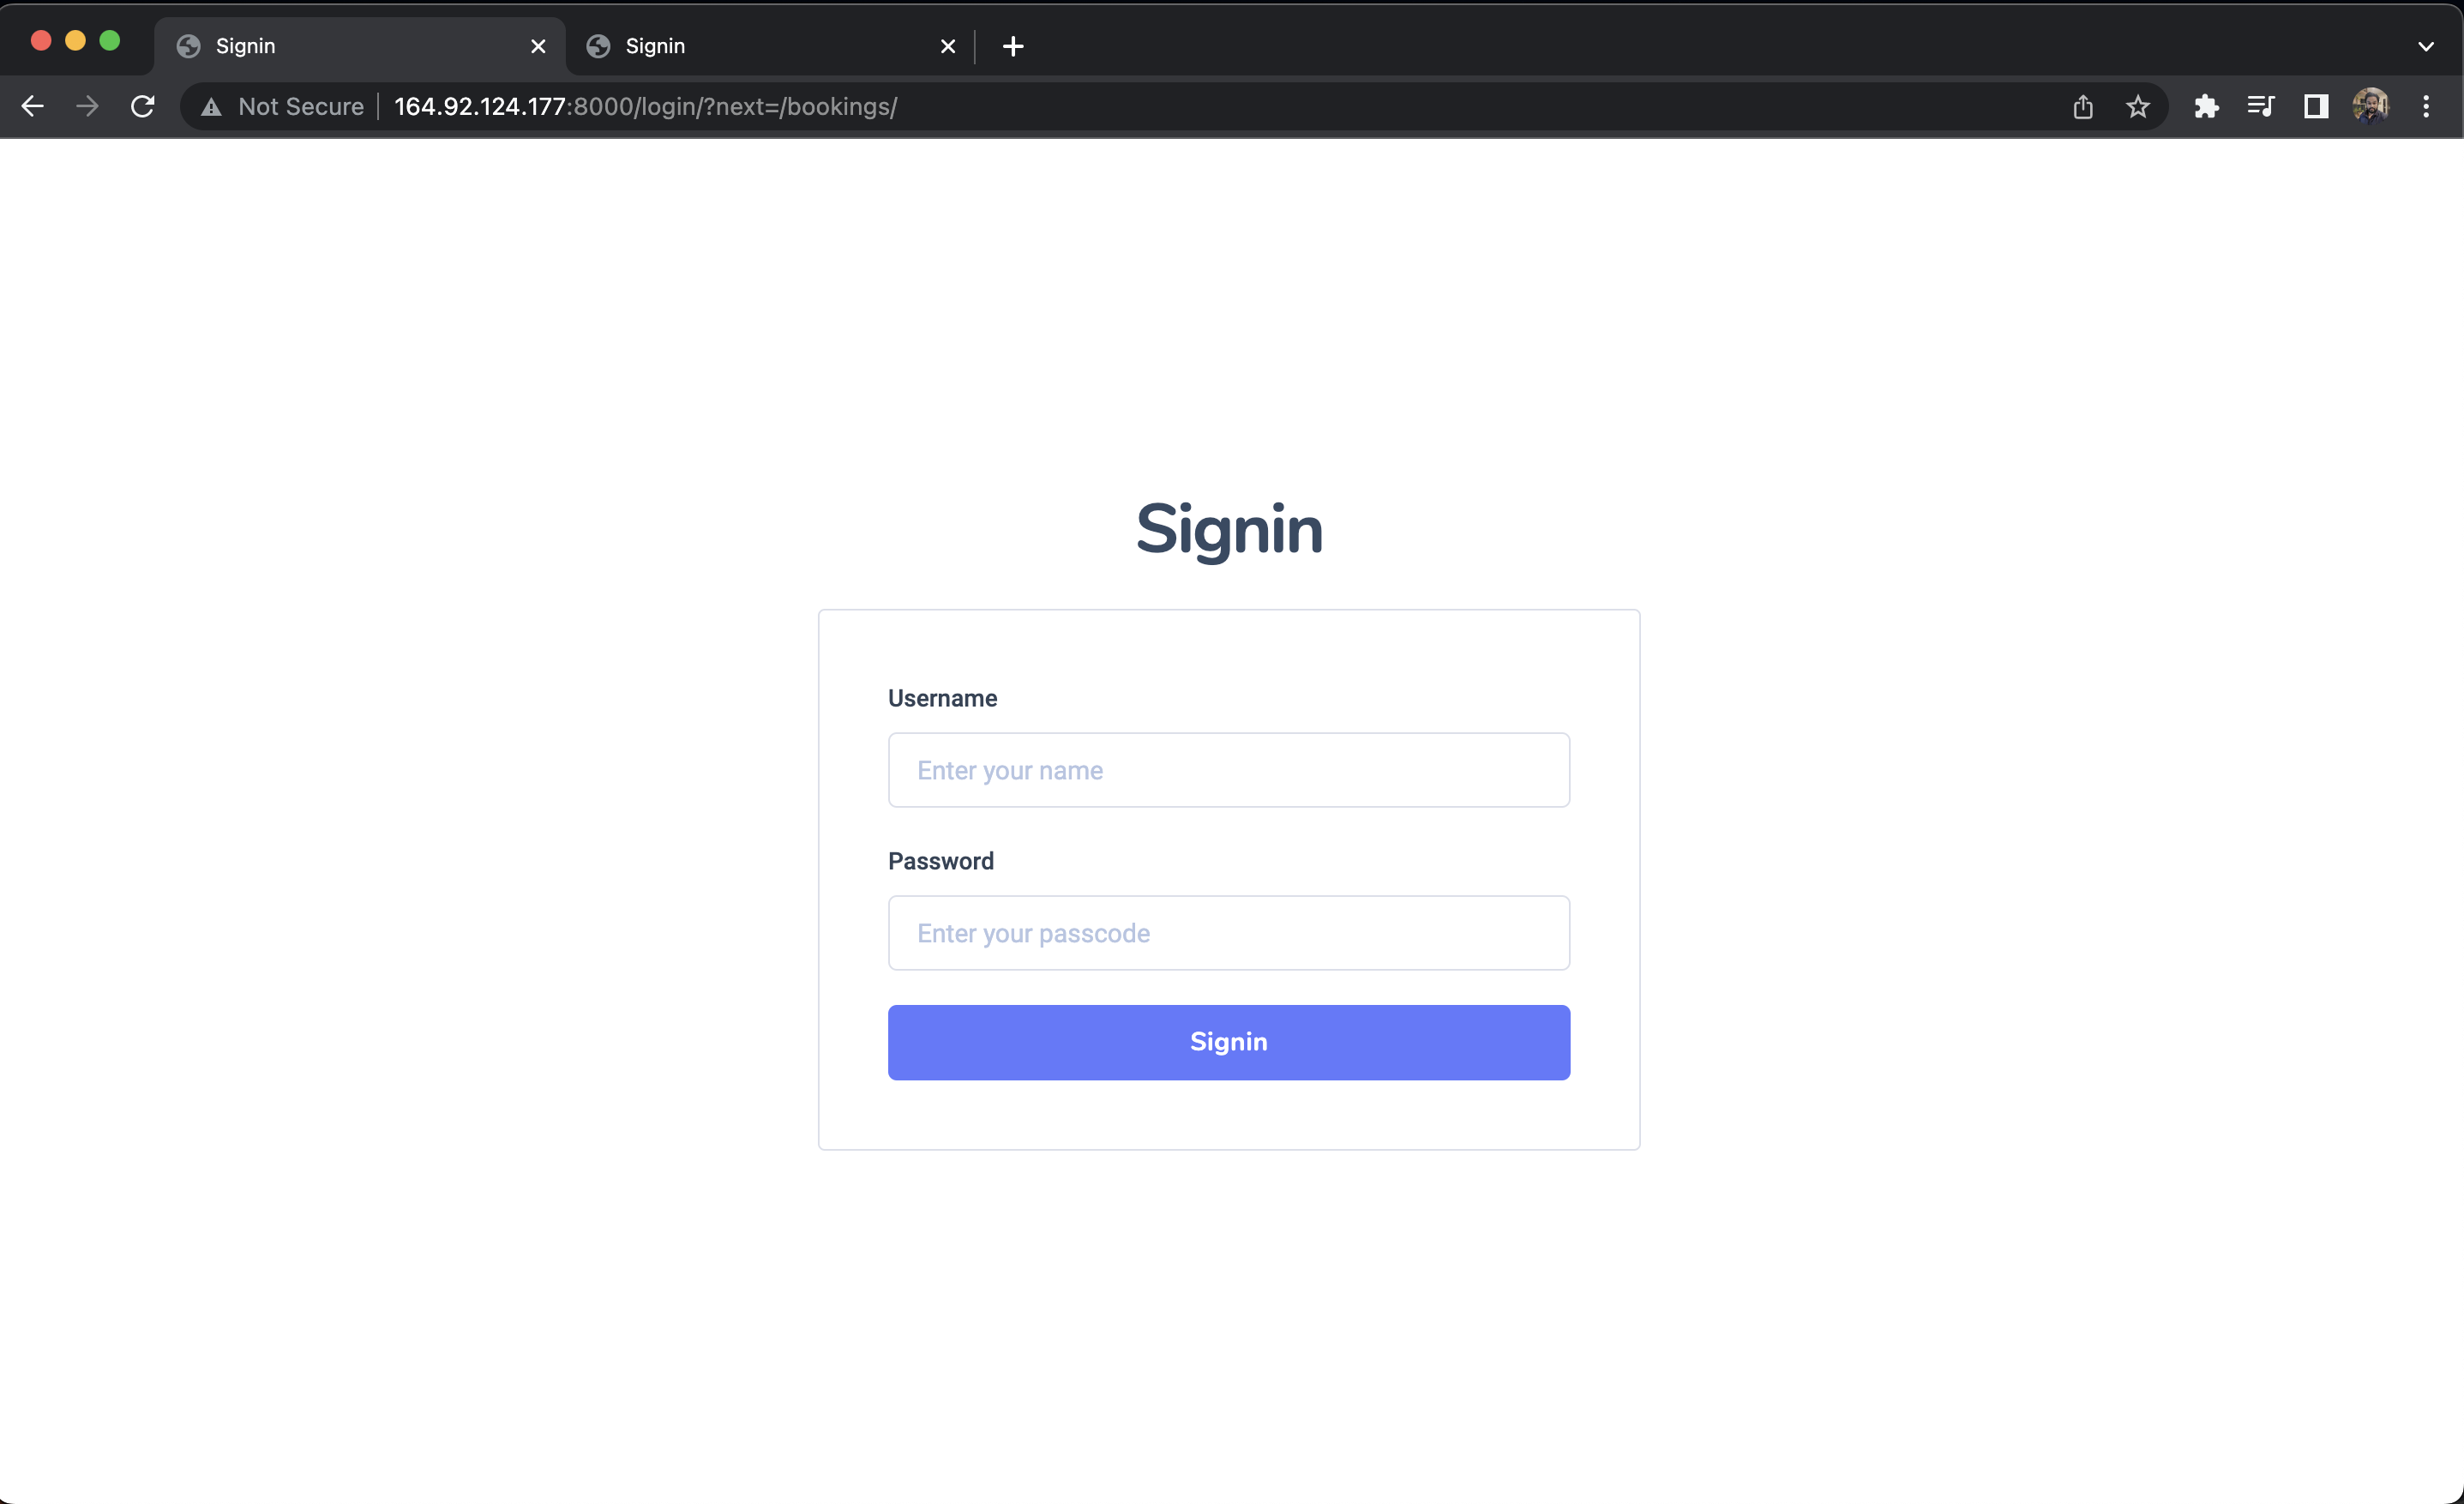 Signin
Signin
Not Secure
164.92.124.177:8000/login/?next=/bookings/
Signin
Username
Enter your name
Password
Enter your passcode
Signin